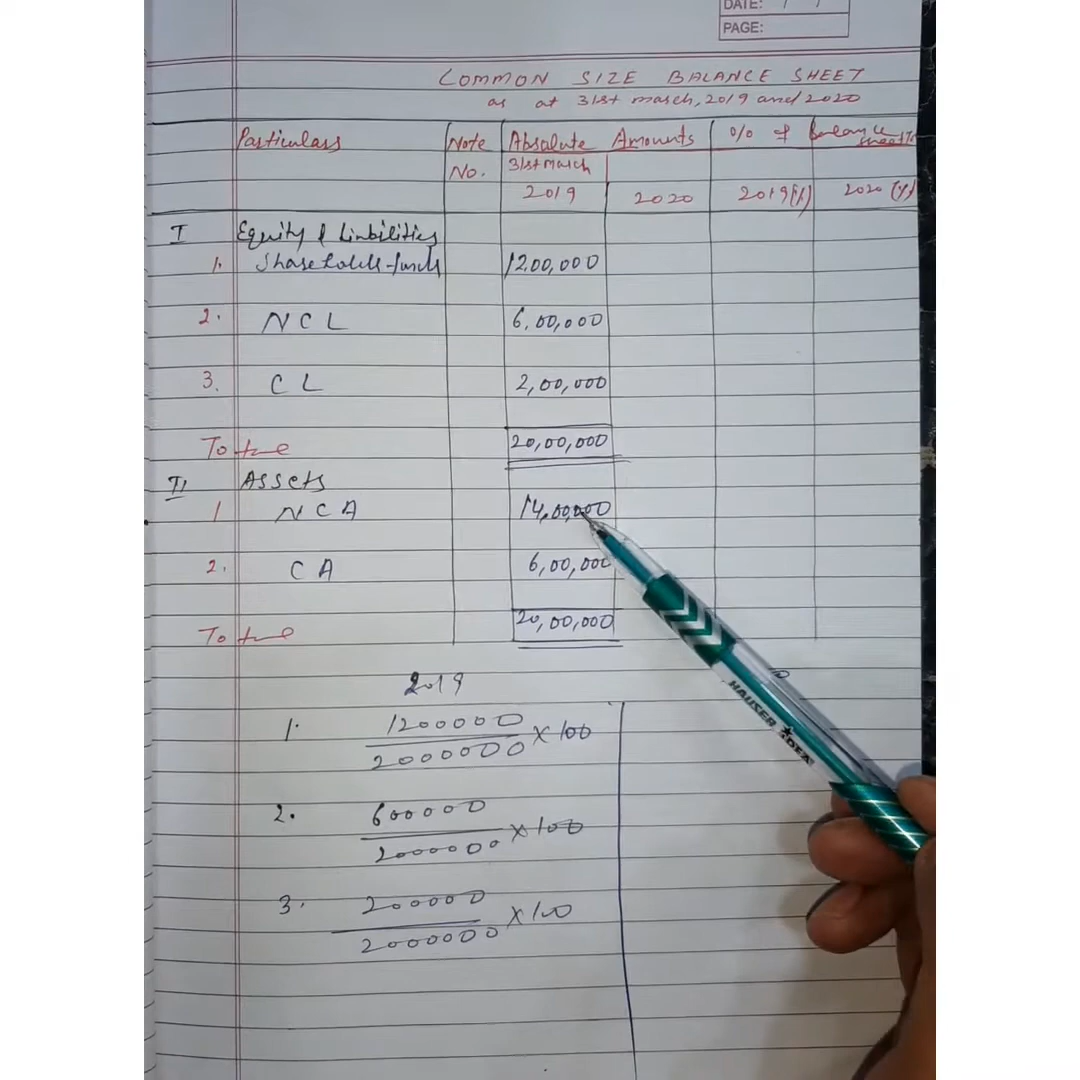 DATE: / /
PAGE:
COMMON SIZE BALANCE SHEET
as at 31st march, 2019 and 2020
Particulars Note No. Absolute Amounts % of Balance sheet
31st march
2019 2020 2019(%) 2020 (%)
I Equity & Liabilities
1. Shareholders funds 1200,000
2. NCL 6,00,000
3. CL 2,00,000
Total 20,00,000
II Assets
1 NCA 14,00,000
2. CA 6,00,000
Total 20,00,000
2019
1. 1200000
2000000 × 100
2. 600000
2000000 × 100
3. 200000
2000000 × 100
HAUSER IDEA